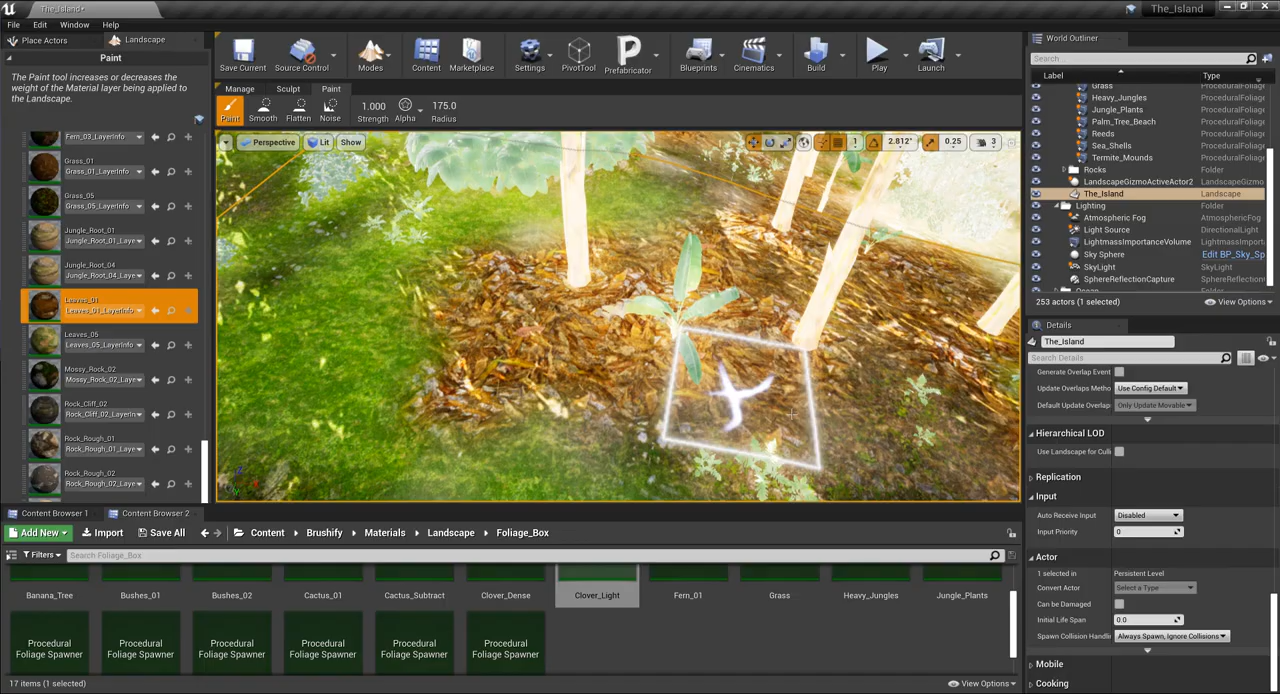 The_Island•
The_Island
File Edit Window Help
Place Actors
Landscape
Paint
The Paint tool increases or decreases the
weight of the Material layer being applied to
the Landscape.
Save Current
Source Control
Modes
Content
Marketplace
Settings
PivotTool
Prefabricator
Blueprints
Cinematics
Build
Play
Launch
Manage Sculpt Paint
Paint
Smooth
Flatten
Noise
1.000
Strength
Alpha
175.0
Radius
Perspective
Lit
Show
1
2.812°
0.25
3
Fern_03_LayerInfo
Grass_01
Grass_01_LayerInfo
Grass_05
Grass_05_LayerInfo
Jungle_Root_01
Jungle_Root_01_Laye
Jungle_Root_04
Jungle_Root_04_Laye
Leaves_01
Leaves_01_LayerInfo
Leaves_05
Leaves_05_LayerInfo
Mossy_Rock_02
Mossy_Rock_02_Laye
Rock_Cliff_02
Rock_Cliff_02_LayerIn
Rock_Rough_01
Rock_Rough_01_Laye
Rock_Rough_02
Rock_Rough_02_Laye
World Outliner
Search...
Label Type
Grass ProceduralFoliag
Heavy_Jungles ProceduralFoliag
Jungle_Plants ProceduralFoliag
Palm_Tree_Beach ProceduralFoliag
Reeds ProceduralFoliag
Sea_Shells ProceduralFoliag
Termite_Mounds ProceduralFoliag
Rocks Folder
LandscapeGizmoActiveActor2 LandscapeGizmo
The_Island Landscape
Lighting Folder
Atmospheric Fog AtmosphericFog
Light Source DirectionalLight
LightmassImportanceVolume LightmassImporta
Sky Sphere Edit BP_Sky_Sp
SkyLight SkyLight
SphereReflectionCapture SphereReflection
253 actors (1 selected)
View Options
Details
The_Island
Search Details
Generate Overlap Event
Update Overlaps Metho Use Config Default
Default Update Overlap Only Update Movable
Hierarchical LOD
Use Landscape for Culli
Replication
Input
Auto Receive Input Disabled
Input Priority 0
Actor
1 selected in Persistent Level
Convert Actor Select a Type
Can be Damaged
Initial Life Span 0.0
Spawn Collision Handli Always Spawn, Ignore Collisions
Mobile
Cooking
Content Browser 1
Content Browser 2
Add New
Import
Save All
Content
Brushify
Materials
Landscape
Foliage_Box
Filters
Search Foliage_Box
Banana_Tree
Bushes_01
Bushes_02
Cactus_01
Cactus_Subtract
Clover_Dense
Clover_Light
Fern_01
Grass
Heavy_Jungles
Jungle_Plants
Procedural
Foliage Spawner
Procedural
Foliage Spawner
Procedural
Foliage Spawner
Procedural
Foliage Spawner
Procedural
Foliage Spawner
Procedural
Foliage Spawner
17 items (1 selected)
View Options